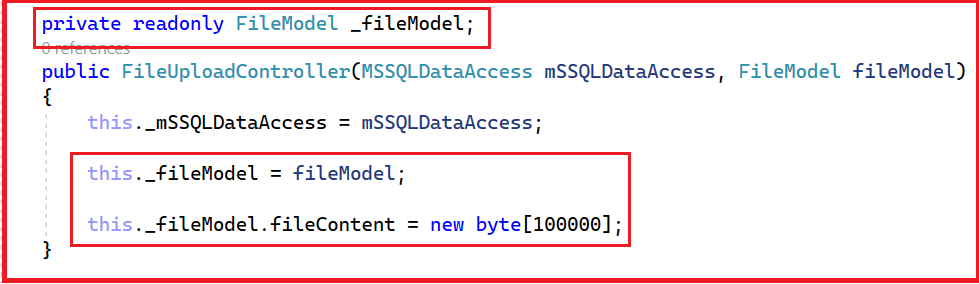 private readonly FileModel _fileModel;
0 references
public FileUploadController(MSSQLDataAccess mSSQLDataAccess, FileModel fileModel)
{
this._mSSQLDataAccess = mSSQLDataAccess;
this._fileModel = fileModel;
this._fileModel.fileContent = new byte[100000];
}